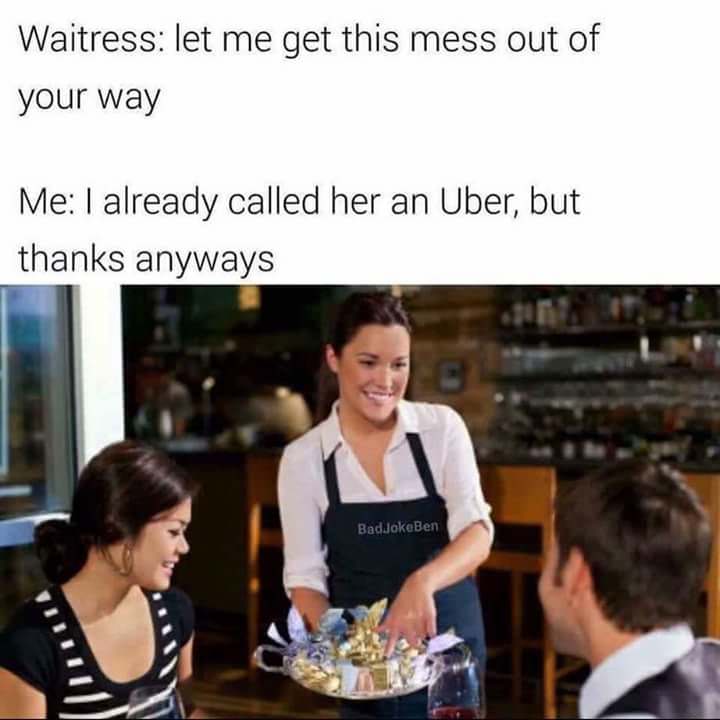 Waitress: let me get this mess out of
your way
Me: I already called her an Uber, but
thanks anyways
BadJokeBen